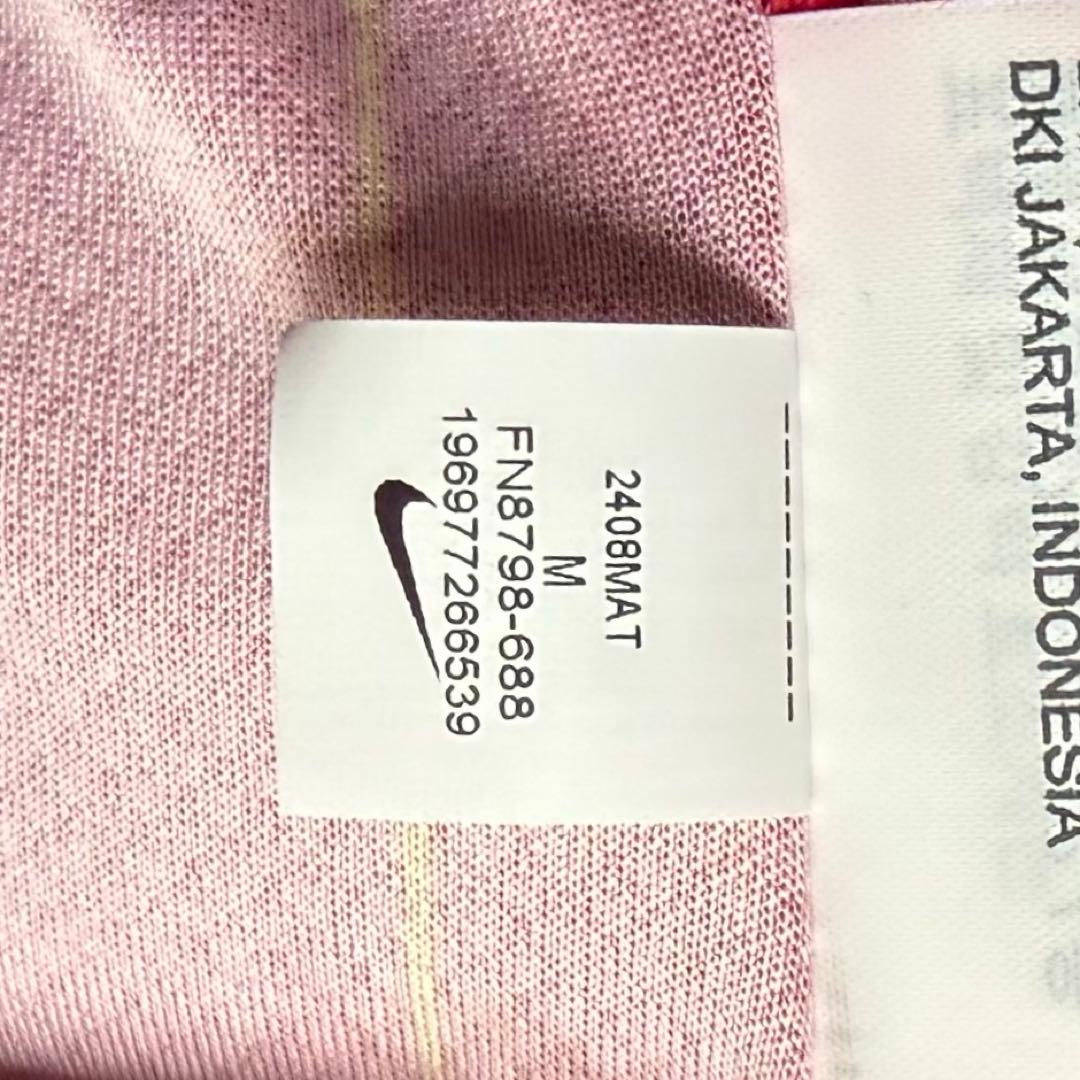 2408MAT
M
FN8798-688
196977266539
DKI JAKARTA, INDONESIA